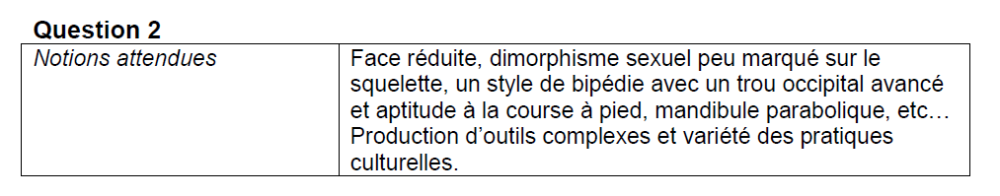 Question 2
Notions attendues
Face réduite, dimorphisme sexuel peu marqué sur le
squelette, un style de bipédie avec un trou occipital avancé
et aptitude à la course à pied, mandibule parabolique, etc…
Production d’outils complexes et variété des pratiques
culturelles.